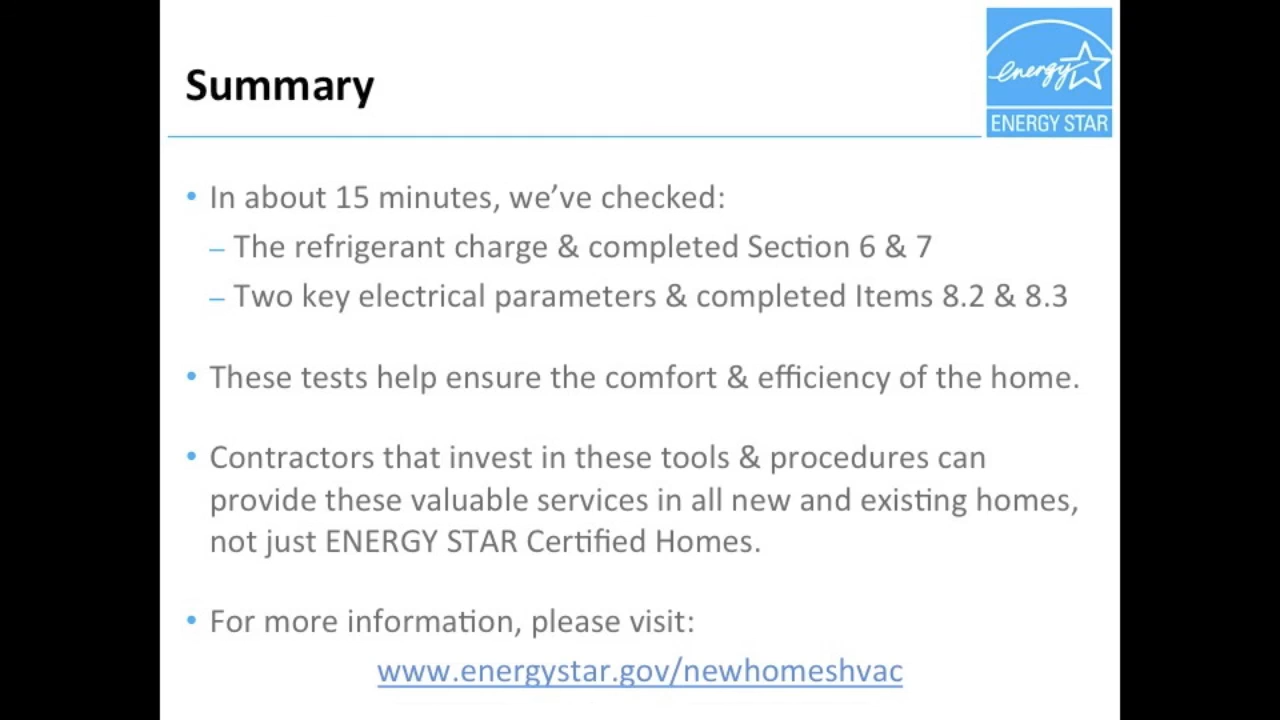 Summary
energy
ENERGY STAR
• In about 15 minutes, we’ve checked:
– The refrigerant charge & completed Section 6 & 7
– Two key electrical parameters & completed Items 8.2 & 8.3
• These tests help ensure the comfort & efficiency of the home.
• Contractors that invest in these tools & procedures can
provide these valuable services in all new and existing homes,
not just ENERGY STAR Certified Homes.
• For more information, please visit:
www.energystar.gov/newhomeshvac